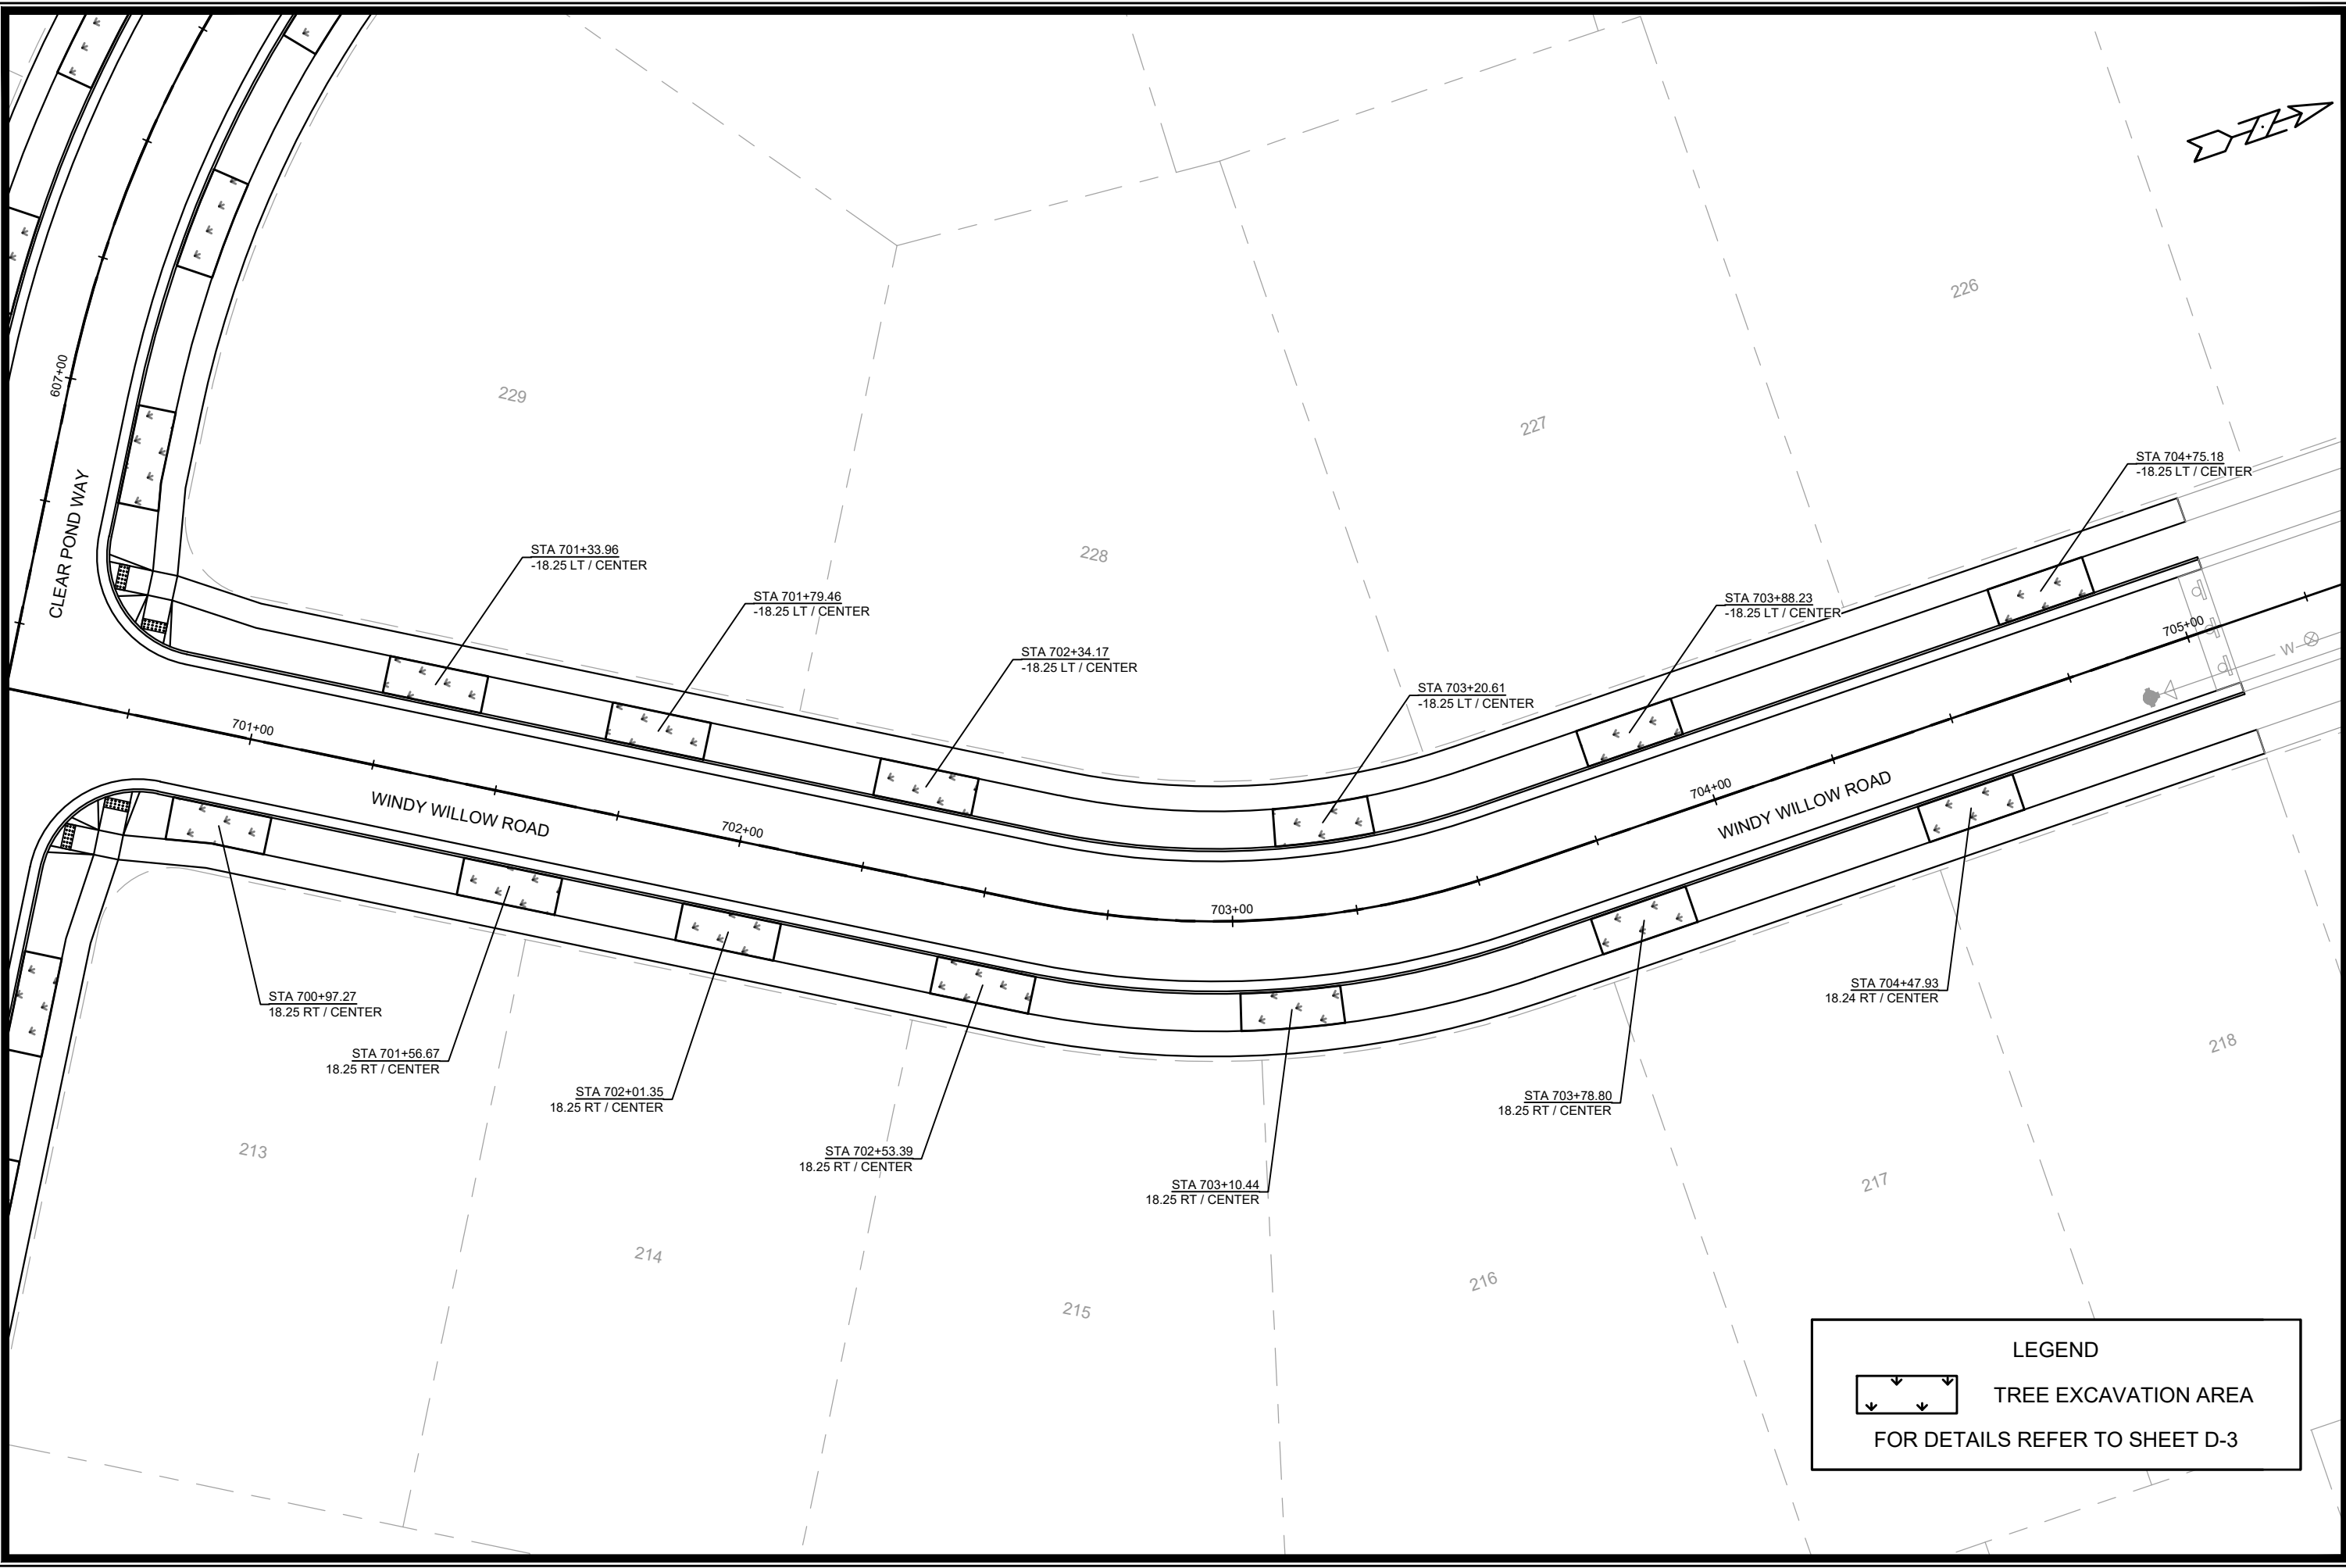 N
226
229
227
607+00
CLEAR POND WAY
228
STA 704+75.18
-18.25 LT / CENTER
STA 701+33.96
-18.25 LT / CENTER
STA 701+79.46
-18.25 LT / CENTER
STA 703+88.23
-18.25 LT / CENTER
STA 702+34.17
-18.25 LT / CENTER
STA 703+20.61
-18.25 LT / CENTER
705+00
W
701+00
WINDY WILLOW ROAD
702+00
703+00
704+00
WINDY WILLOW ROAD
STA 700+97.27
18.25 RT / CENTER
STA 701+56.67
18.25 RT / CENTER
STA 702+01.35
18.25 RT / CENTER
STA 702+53.39
18.25 RT / CENTER
STA 703+10.44
18.25 RT / CENTER
STA 703+78.80
18.25 RT / CENTER
STA 704+47.93
18.24 RT / CENTER
218
213
217
214
216
215
LEGEND
TREE EXCAVATION AREA
FOR DETAILS REFER TO SHEET D-3